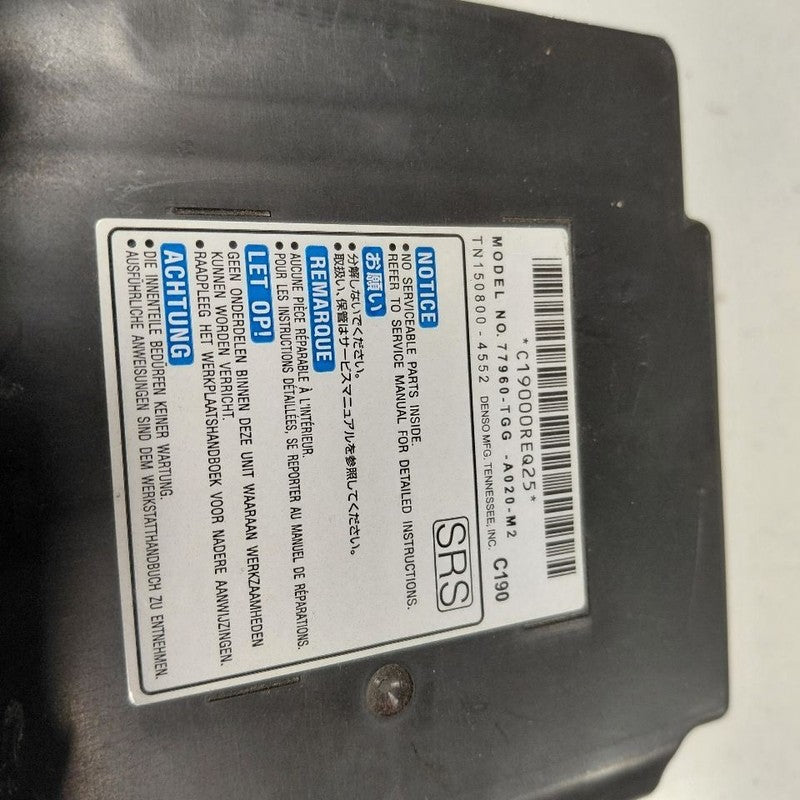 *C19000REQ25*
MODEL NO. 77960-TGG -A020-M2
TN150800-4552 DENSO MFG. TENNESSEE, INC. C190
NOTICE
• NO SERVICEABLE PARTS INSIDE.
• REFER TO SERVICE MANUAL FOR DETAILED INSTRUCTIONS.
SRS
お願い
• 分解しないでください。
• 取扱い、保管はサービスマニュアルを参照してください。
REMARQUE
• AUCUNE PIÈCE RÉPARABLE À L'INTÉRIEUR.
• POUR LES INSTRUCTIONS DÉTAILLÉES, SE REPORTER AU MANUEL DE RÉPARATIONS.
LET OP!
• GEEN ONDERDELEN BINNEN DEZE UNIT WAARAAN WERKZAAMHEDEN
KUNNEN WORDEN VERRICHT.
• RAADPLEEG HET WERKPLAATSHANDBOEK VOOR NADERE AANWIJZINGEN.
ACHTUNG
• DIE INNENTEILE BEDÜRFEN KEINER WARTUNG.
• AUSFÜHRLICHE ANWEISUNGEN SIND DEM WERKSTATTHANDBUCH ZU ENTNEHMEN.